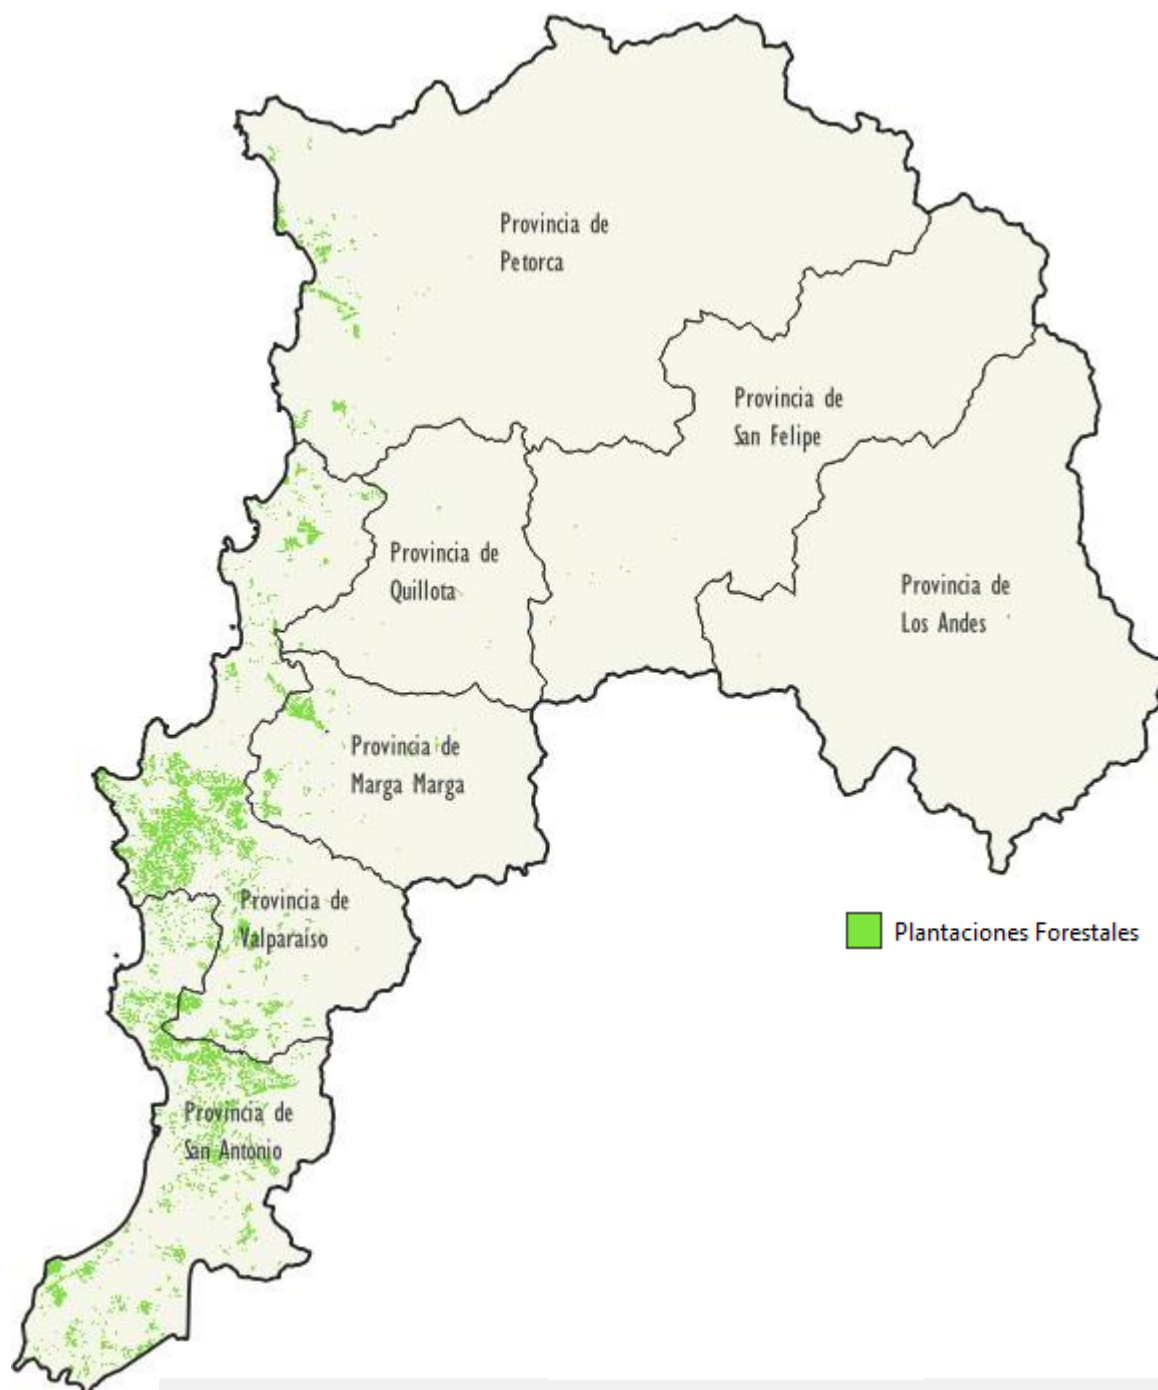 Provincia de
Petorca
Provincia de
San Felipe
Provincia de
Quillota
Provincia de
Los Andes
Provincia de
Marga Marga
Provincia de
Valparaíso
Plantaciones Forestales
Provincia de
San Antonio